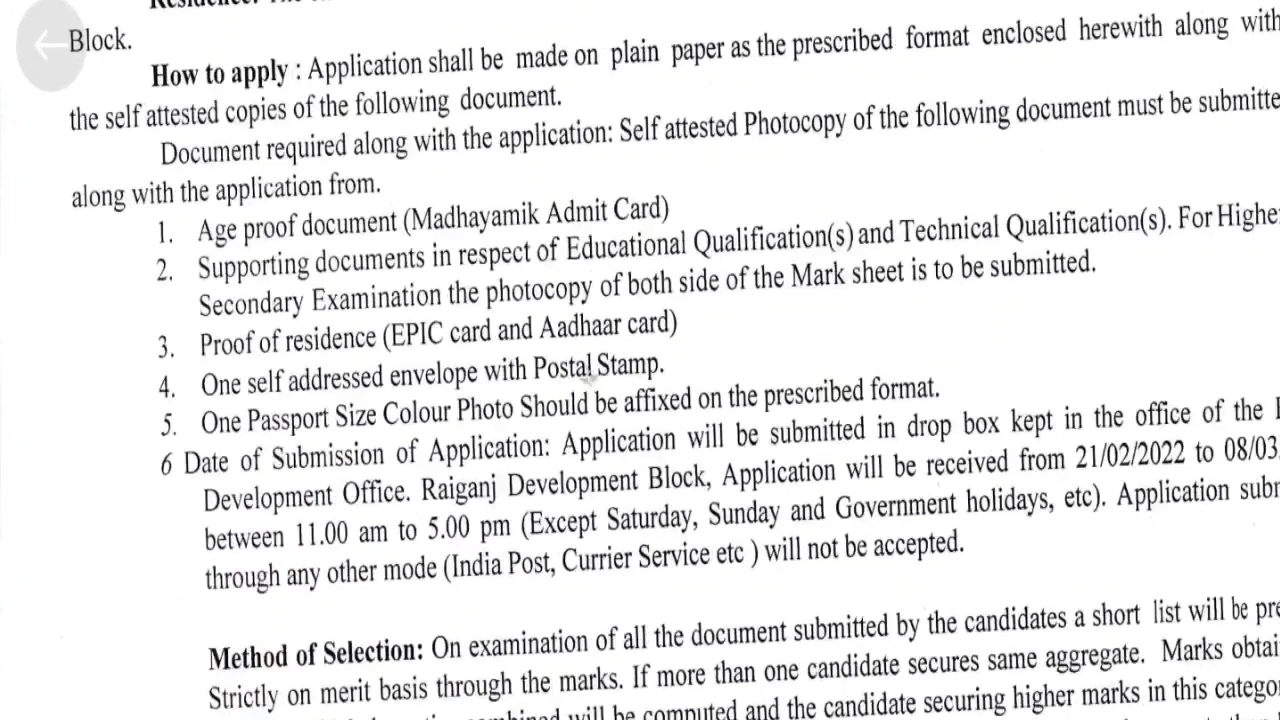 Block.
How to apply : Application shall be made on plain paper as the prescribed format enclosed herewith along with
the self attested copies of the following document.
Document required along with the application: Self attested Photocopy of the following document must be submitte
along with the application from.
1. Age proof document (Madhayamik Admit Card)
2. Supporting documents in respect of Educational Qualification(s) and Technical Qualification(s). For Highe
Secondary Examination the photocopy of both side of the Mark sheet is to be submitted.
3. Proof of residence (EPIC card and Aadhaar card)
4. One self addressed envelope with Postal Stamp.
5. One Passport Size Colour Photo Should be affixed on the prescribed format.
6 Date of Submission of Application: Application will be submitted in drop box kept in the office of the
Development Office. Raiganj Development Block, Application will be received from 21/02/2022 to 08/03
between 11.00 am to 5.00 pm (Except Saturday, Sunday and Government holidays, etc). Application subm
through any other mode (India Post, Currier Service etc ) will not be accepted.
Method of Selection: On examination of all the document submitted by the candidates a short list will be pre
Strictly on merit basis through the marks. If more than one candidate secures same aggregate. Marks obtai
combined will be computed and the candidate securing higher marks in this catego